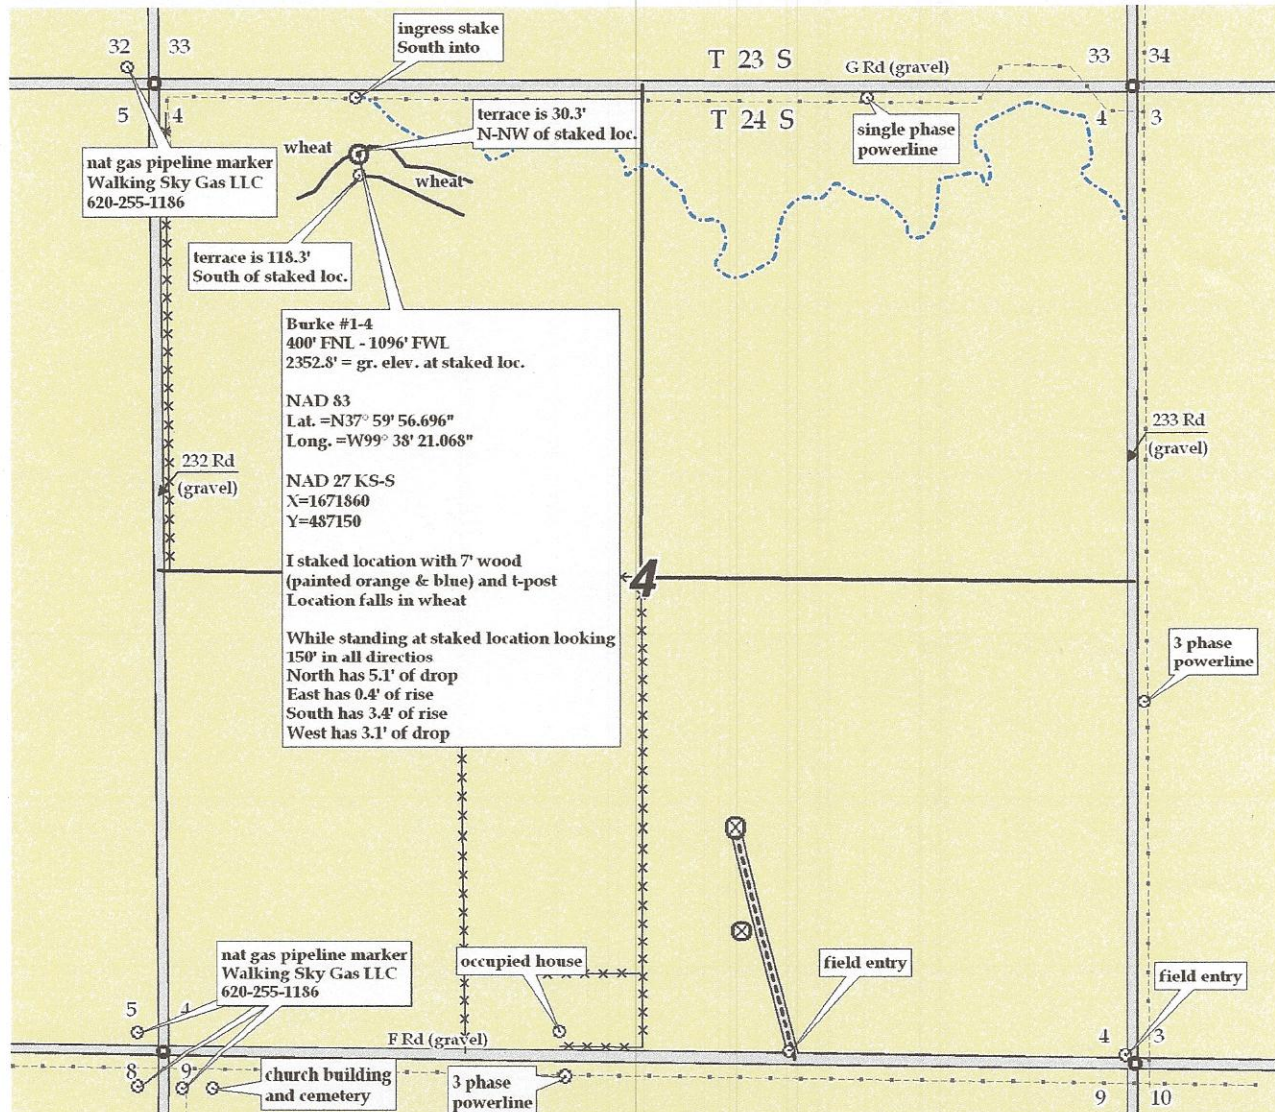 ingress stake
South into
32
33
T 23 S
33
34
G Rd (gravel)
5
4
T 24 S
4
3
terrace is 30.3'
N-NW of staked loc.
single phase
powerline
wheat
wheat
nat gas pipeline marker
Walking Sky Gas LLC
620-255-1186
terrace is 118.3'
South of staked loc.
Burke #1-4
400' FNL - 1096' FWL
2352.8' = gr. elev. at staked loc.
NAD 83
Lat. =N37° 59' 56.696"
Long. =W99° 38' 21.068"
NAD 27 KS-S
X=1671860
Y=487150
I staked location with 7' wood
(painted orange & blue) and t-post
Location falls in wheat
While standing at staked location looking
150' in all directios
North has 5.1' of drop
East has 0.4' of rise
South has 3.4' of rise
West has 3.1' of drop
232 Rd
(gravel)
233 Rd
(gravel)
4
3 phase
powerline
nat gas pipeline marker
Walking Sky Gas LLC
620-255-1186
occupied house
field entry
field entry
5
4
4
3
F Rd (gravel)
8
9
church building
and cemetery
3 phase
powerline
9
10